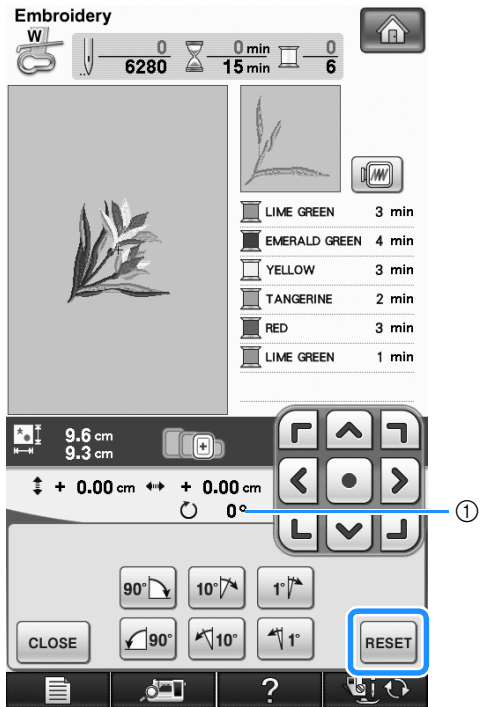 Embroidery
W
0 0 min 0
6280 15 min 6
LIME GREEN 3 min
EMERALD GREEN 4 min
YELLOW 3 min
TANGERINE 2 min
RED 3 min
LIME GREEN 1 min
9.6 cm
9.3 cm
+ 0.00 cm + 0.00 cm
0°
①
90° 10° 1°
CLOSE 90° 10° 1° RESET
?